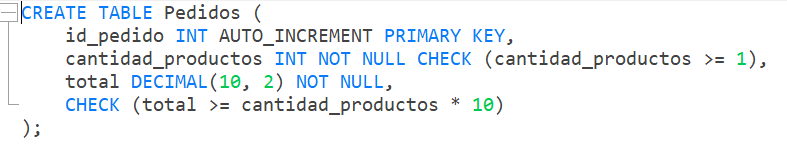 CREATE TABLE Pedidos (
    id_pedido INT AUTO_INCREMENT PRIMARY KEY,
    cantidad_productos INT NOT NULL CHECK (cantidad_productos >= 1),
    total DECIMAL(10, 2) NOT NULL,
    CHECK (total >= cantidad_productos * 10)
);